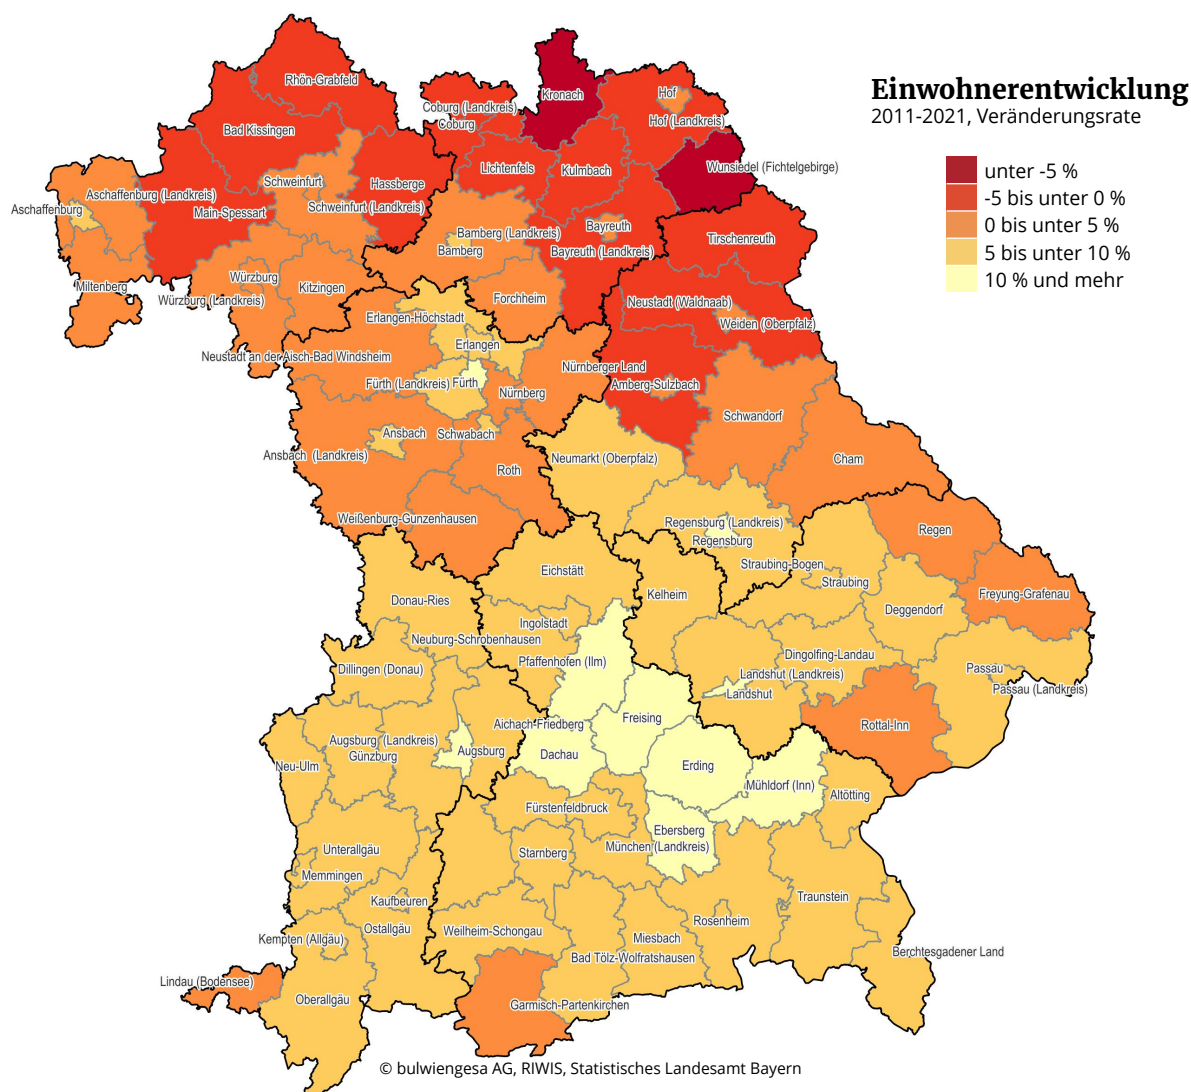 Einwohnerentwicklung
2011-2021, Veränderungsrate
unter -5 %
-5 bis unter 0 %
0 bis unter 5 %
5 bis unter 10 %
10 % und mehr
Rhön-Grabfeld
Kronach
Hof
Coburg (Landkreis)
Coburg
Hof (Landkreis)
Bad Kissingen
Lichtenfels
Kulmbach
Wunsiedel (Fichtelgebirge)
Schweinfurt
Hassberge
Aschaffenburg (Landkreis)
Aschaffenburg
Main-Spessart
Schweinfurt (Landkreis)
Bayreuth
Bamberg (Landkreis)
Bamberg
Bayreuth (Landkreis)
Tirschenreuth
Würzburg
Miltenberg
Würzburg (Landkreis)
Kitzingen
Forchheim
Neustadt (Waldnaab)
Erlangen-Höchstadt
Weiden (Oberpfalz)
Erlangen
Neustadt an der Aisch-Bad Windsheim
Nürnberger Land
Fürth (Landkreis)
Fürth
Nürnberg
Amberg-Sulzbach
Schwandorf
Ansbach
Schwabach
Ansbach (Landkreis)
Roth
Neumarkt (Oberpfalz)
Cham
Weißenburg-Gunzenhausen
Regensburg (Landkreis)
Regensburg
Regen
Straubing-Bogen
Straubing
Eichstätt
Kelheim
Freyung-Grafenau
Donau-Ries
Deggendorf
Ingolstadt
Neuburg-Schrobenhausen
Pfaffenhofen (Ilm)
Dingolfing-Landau
Dillingen (Donau)
Landshut (Landkreis)
Landshut
Passau
Passau (Landkreis)
Aichach-Friedberg
Freising
Rottal-Inn
Augsburg (Landkreis)
Günzburg
Augsburg
Dachau
Neu-Ulm
Erding
Mühldorf (Inn)
Altötting
Fürstenfeldbruck
Ebersberg
München (Landkreis)
Unterallgäu
Starnberg
Memmingen
Kaufbeuren
Traunstein
Ostallgäu
Rosenheim
Kempten (Allgäu)
Weilheim-Schongau
Miesbach
Bad Tölz-Wolfratshausen
Berchtesgadener Land
Lindau (Bodensee)
Oberallgäu
Garmisch-Partenkirchen
© bulwiengesa AG, RIWIS, Statistisches Landesamt Bayern